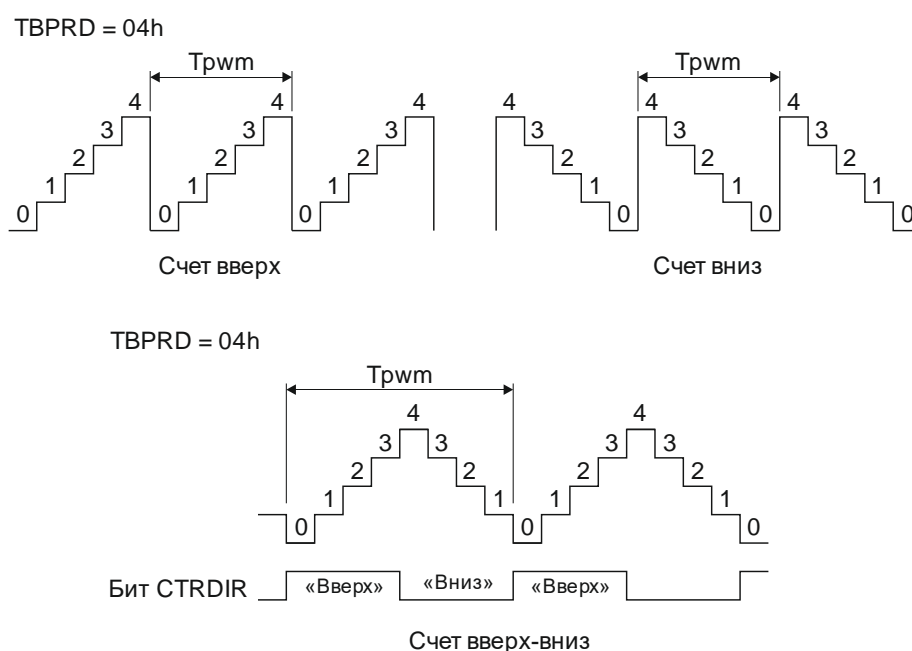 TBPRD = 04h
Tpwm Tpwm
4 4 4 4 4 4
3 3 3 3 3 3
2 2 2 2 2 2
1 1 1 1 1 1
0 0 0 0 0 0
Счет вверх Счет вниз
TBPRD = 04h
Tpwm
4 4
3 3 3 3
2 2 2 2
1 1 1 1
0 0 0
Бит CTRDIR «Вверх» «Вниз» «Вверх»
Счет вверх-вниз